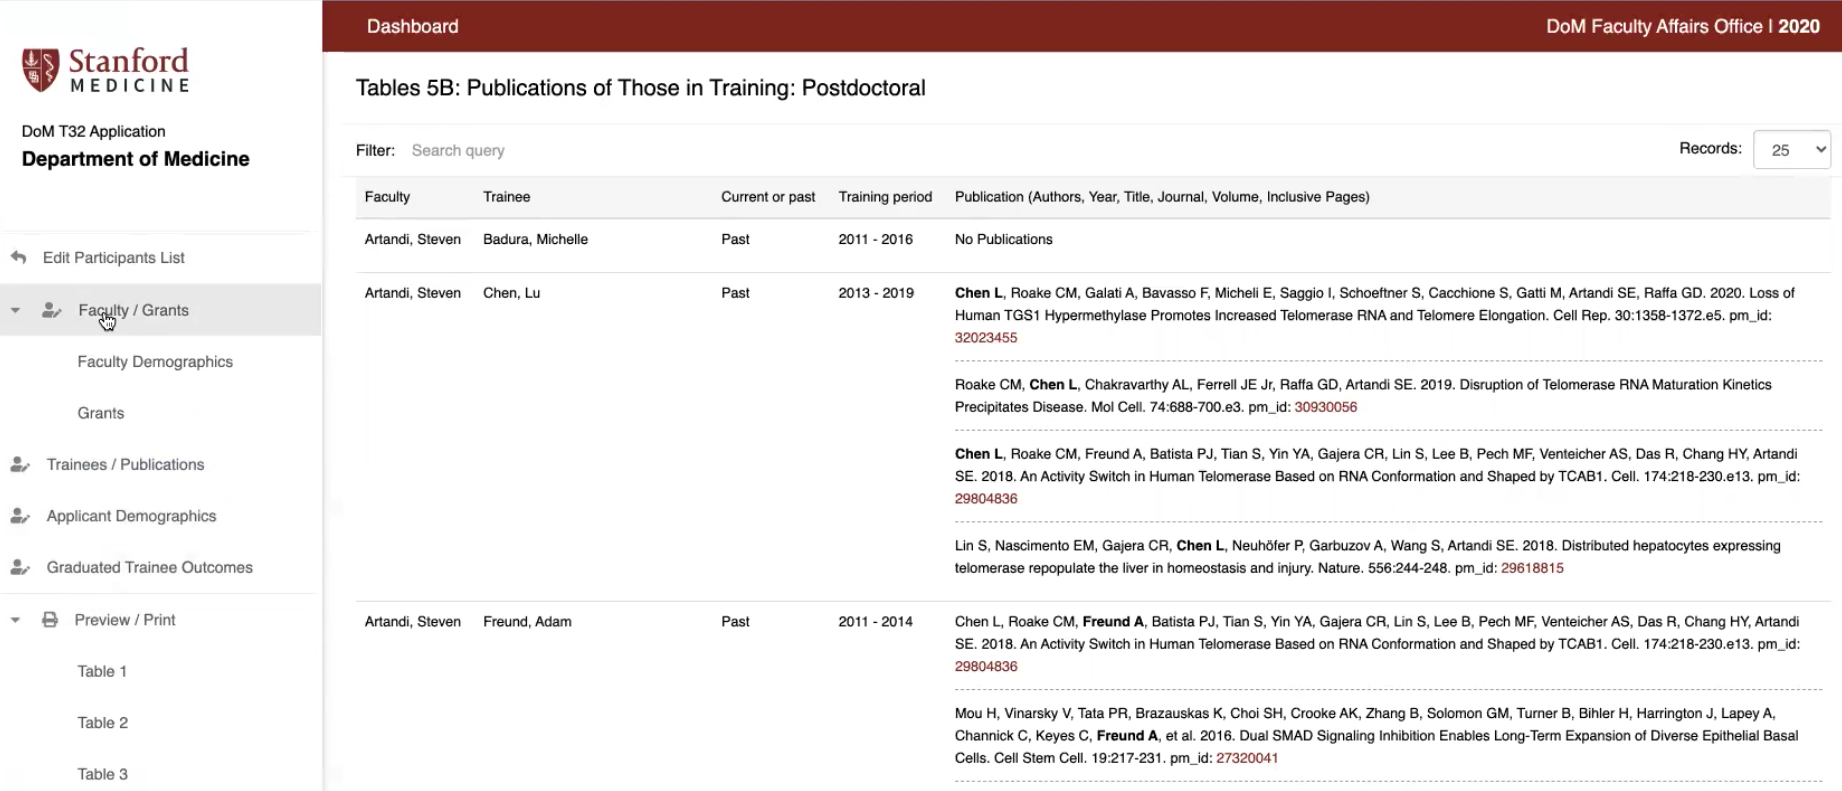 Dashboard
DoM Faculty Affairs Office | 2020
Stanford
MEDICINE
DoM T32 Application
Department of Medicine
Edit Participants List
Faculty / Grants
Faculty Demographics
Grants
Trainees / Publications
Applicant Demographics
Graduated Trainee Outcomes
Preview / Print
Table 1
Table 2
Table 3
Tables 5B: Publications of Those in Training: Postdoctoral
Filter: Search query
Records: 25
Faculty Trainee Current or past Training period Publication (Authors, Year, Title, Journal, Volume, Inclusive Pages)
Artandi, Steven Badura, Michelle Past 2011 - 2016 No Publications
Artandi, Steven Chen, Lu Past 2013 - 2019 Chen L, Roake CM, Galati A, Bavasso F, Micheli E, Saggio I, Schoeftner S, Cacchione S, Gatti M, Artandi SE, Raffa GD. 2020. Loss of
Human TGS1 Hypermethylase Promotes Increased Telomerase RNA and Telomere Elongation. Cell Rep. 30:1358-1372.e5. pm_id:
32023455
Roake CM, Chen L, Chakravarthy AL, Ferrell JE Jr, Raffa GD, Artandi SE. 2019. Disruption of Telomerase RNA Maturation Kinetics
Precipitates Disease. Mol Cell. 74:688-700.e3. pm_id: 30930056
Chen L, Roake CM, Freund A, Batista PJ, Tian S, Yin YA, Gajera CR, Lin S, Lee B, Pech MF, Venteicher AS, Das R, Chang HY, Artandi
SE. 2018. An Activity Switch in Human Telomerase Based on RNA Conformation and Shaped by TCAB1. Cell. 174:218-230.e13. pm_id:
29804836
Lin S, Nascimento EM, Gajera CR, Chen L, Neuhöfer P, Garbuzov A, Wang S, Artandi SE. 2018. Distributed hepatocytes expressing
telomerase repopulate the liver in homeostasis and injury. Nature. 556:244-248. pm_id: 29618815
Artandi, Steven Freund, Adam Past 2011 - 2014 Chen L, Roake CM, Freund A, Batista PJ, Tian S, Yin YA, Gajera CR, Lin S, Lee B, Pech MF, Venteicher AS, Das R, Chang HY, Artandi
SE. 2018. An Activity Switch in Human Telomerase Based on RNA Conformation and Shaped by TCAB1. Cell. 174:218-230.e13. pm_id:
29804836
Mou H, Vinarsky V, Tata PR, Brazauskas K, Choi SH, Crooke AK, Zhang B, Solomon GM, Turner B, Bihler H, Harrington J, Lapey A,
Channick C, Keyes C, Freund A, et al. 2016. Dual SMAD Signaling Inhibition Enables Long-Term Expansion of Diverse Epithelial Basal
Cells. Cell Stem Cell. 19:217-231. pm_id: 27320041